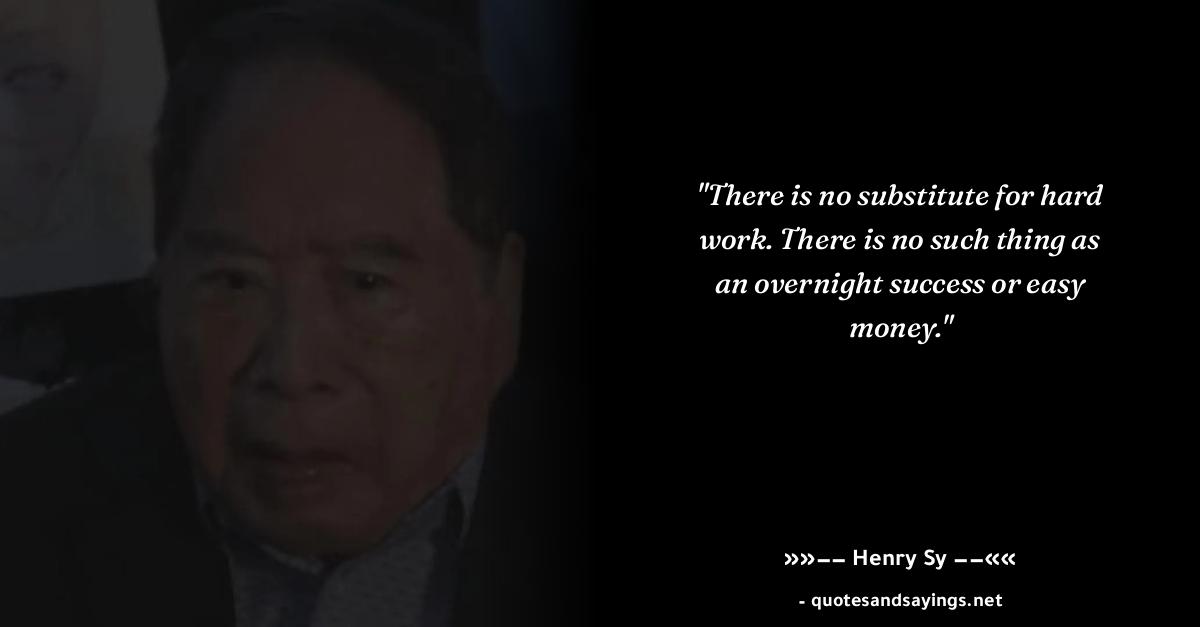 "There is no substitute for hard
work. There is no such thing as
an overnight success or easy
money."
»»−− Henry Sy −−««
- quotesandsayings.net